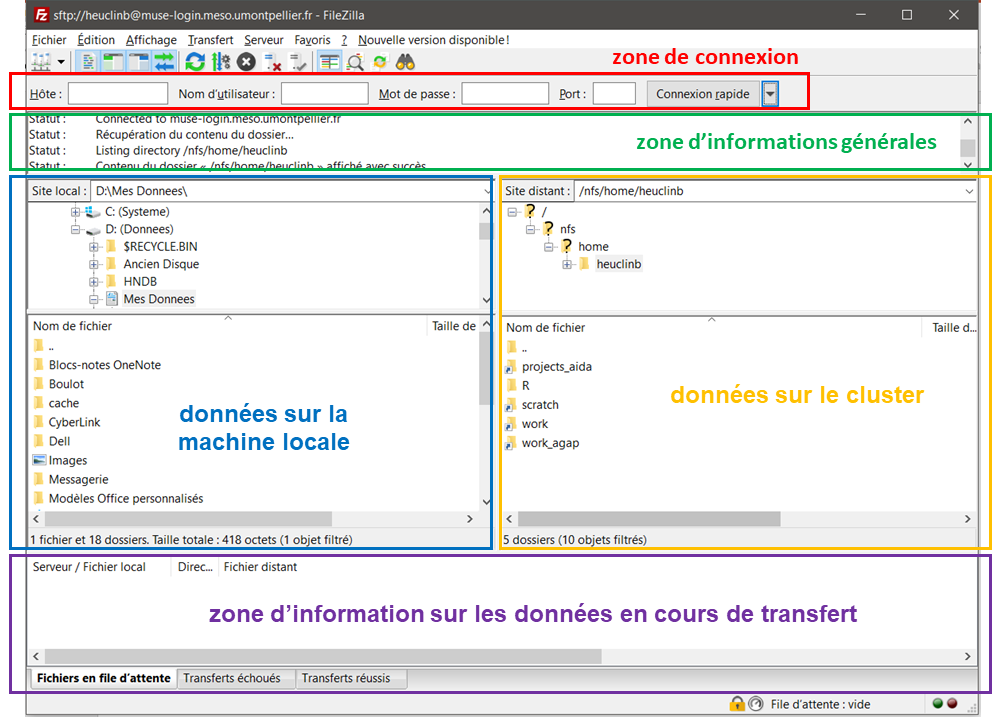 sftp://heuclinb@muse-login.meso.umontpellier.fr - FileZilla
Fichier Édition Affichage Transfert Serveur Favoris ? Nouvelle version disponible!
zone de connexion
Hôte : Nom d'utilisateur : Mot de passe : Port : Connexion rapide
Statut : Connected to muse-login.meso.umontpellier.fr
Statut : Récupération du contenu du dossier...
Statut : Listing directory /nfs/home/heuclinb
Statut : Contenu du dossier « /nfs/home/heuclinb » affiché avec succès
zone d'informations générales
Site local : D:\Mes Donnees\
C: (Systeme)
D: (Donnees)
$RECYCLE.BIN
Ancien Disque
HNDB
Mes Donnees
Nom de fichier Taille de
..
Blocs-notes OneNote
Boulot
cache
CyberLink
Dell
Images
Messagerie
Modèles Office personnalisés
données sur la
machine locale
1 fichier et 18 dossiers. Taille totale : 418 octets (1 objet filtré)
Site distant : /nfs/home/heuclinb
/
nfs
home
heuclinb
Nom de fichier Taille d...
..
projects_aida
R
scratch
work
work_agap
données sur le cluster
5 dossiers (10 objets filtrés)
Serveur / Fichier local Direc... Fichier distant
zone d'information sur les données en cours de transfert
Fichiers en file d'attente Transferts échoués Transferts réussis
File d'attente : vide